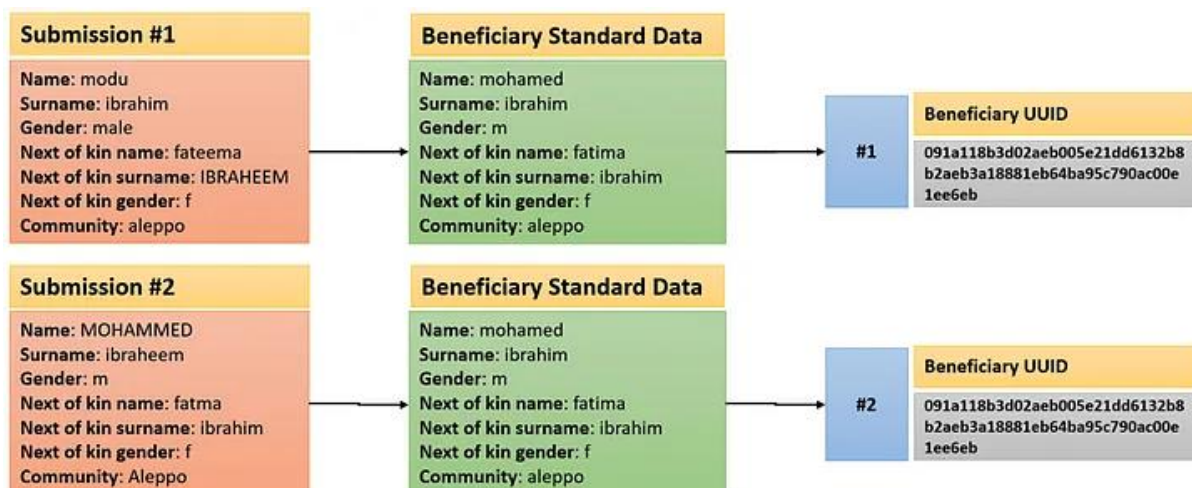 Submission #1
Name: modu
Surname: ibrahim
Gender: male
Next of kin name: fateema
Next of kin surname: IBRAHEEM
Next of kin gender: f
Community: aleppo
Beneficiary Standard Data
Name: mohamed
Surname: ibrahim
Gender: m
Next of kin name: fatima
Next of kin surname: ibrahim
Next of kin gender: f
Community: aleppo
#1
Beneficiary UUID
091a118b3d02aeb005e21dd6132b8
b2aeb3a18881eb64ba95c790ac00e
1ee6eb
Submission #2
Name: MOHAMMED
Surname: ibraheem
Gender: m
Next of kin name: fatma
Next of kin surname: ibrahim
Next of kin gender: f
Community: Aleppo
Beneficiary Standard Data
Name: mohamed
Surname: ibrahim
Gender: m
Next of kin name: fatima
Next of kin surname: ibrahim
Next of kin gender: f
Community: aleppo
#2
Beneficiary UUID
091a118b3d02aeb005e21dd6132b8
b2aeb3a18881eb64ba95c790ac00e
1ee6eb